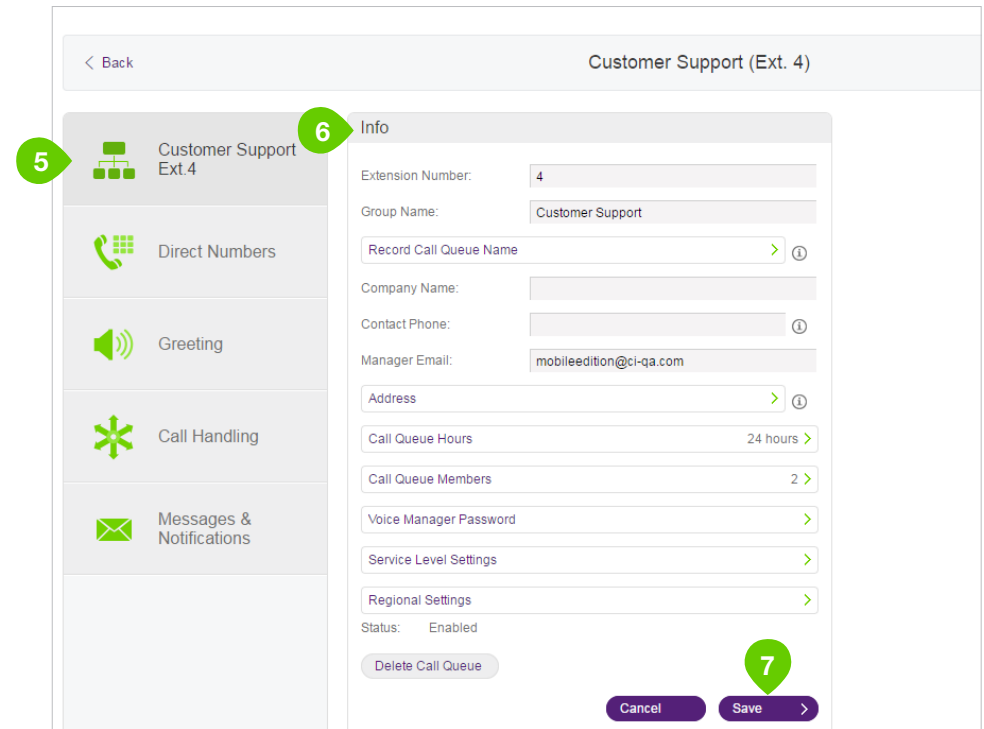 Back
Customer Support (Ext. 4)
5
Customer Support
Ext.4
Direct Numbers
Greeting
Call Handling
Messages &
Notifications
6
Info
Extension Number: 4
Group Name: Customer Support
Record Call Queue Name
Company Name:
Contact Phone:
Manager Email: mobileedition@ci-qa.com
Address
Call Queue Hours 24 hours
Call Queue Members 2
Voice Manager Password
Service Level Settings
Regional Settings
Status: Enabled
Delete Call Queue
7
Cancel Save